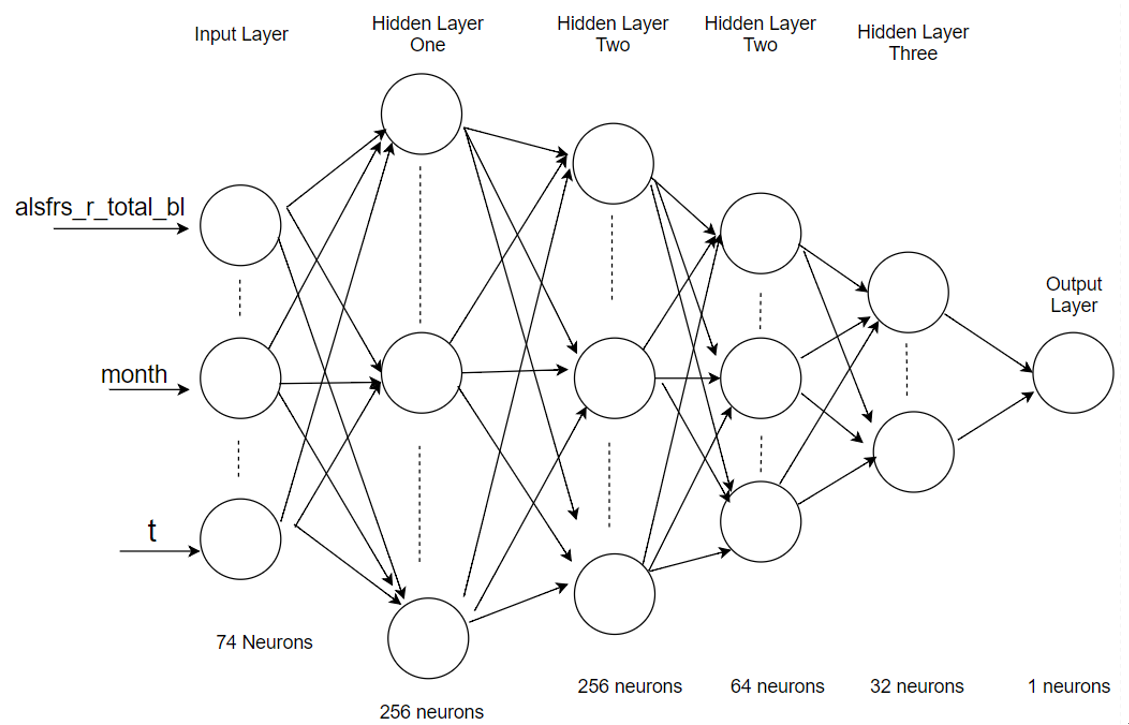 Input Layer
Hidden Layer
One
Hidden Layer
Two
Hidden Layer
Two
Hidden Layer
Three
alsfrs_r_total_bl
month
t
Output
Layer
74 Neurons
256 neurons
256 neurons
64 neurons
32 neurons
1 neurons